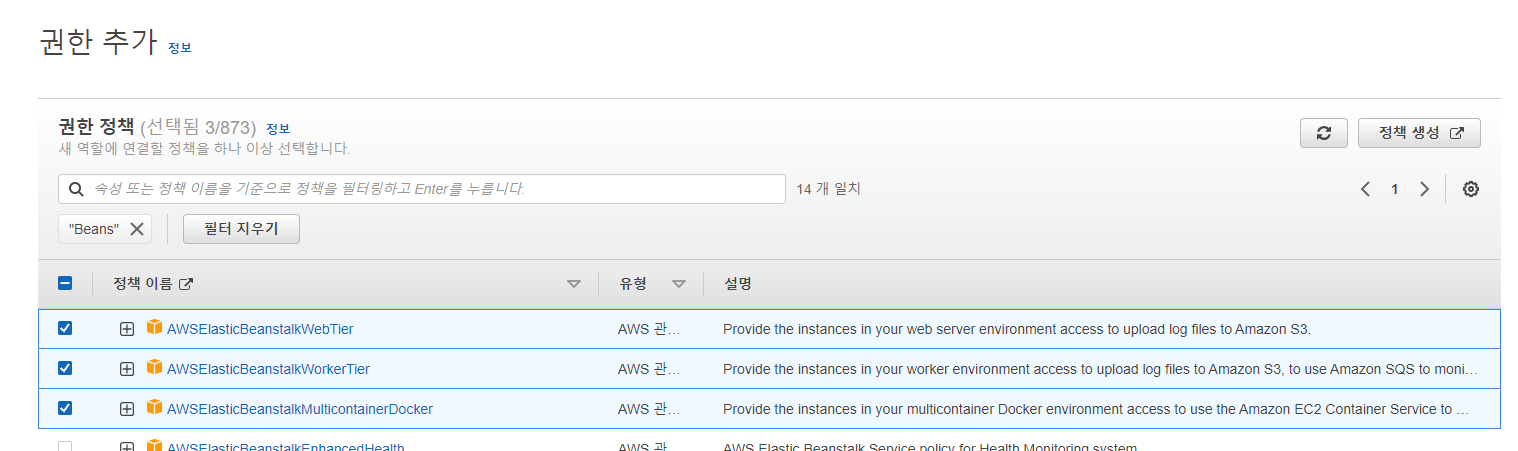 권한 추가 정보
권한 정책 (선택됨 3/873) 정보
새 역할에 연결할 정책을 하나 이상 선택합니다.
정책 생성
속성 또는 정책 이름을 기준으로 정책을 필터링하고 Enter를 누릅니다.
14 개 일치
1
"Beans"
필터 지우기
정책 이름 유형 설명
AWSElasticBeanstalkWebTier AWS 관... Provide the instances in your web server environment access to upload log files to Amazon S3.
AWSElasticBeanstalkWorkerTier AWS 관... Provide the instances in your worker environment access to upload log files to Amazon S3, to use Amazon SQS to moni...
AWSElasticBeanstalkMulticontainerDocker AWS 관... Provide the instances in your multicontainer Docker environment access to use the Amazon EC2 Container Service to ...
AWSElasticBeanstalkEnhancedHealth AWS 관... AWS Elastic Beanstalk Service policy for Health Monitoring system